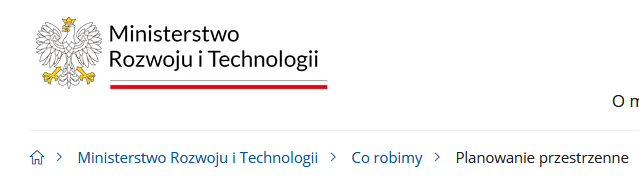 Ministerstwo
Rozwoju i Technologii
O m
Ministerstwo Rozwoju i Technologii > Co robimy > Planowanie przestrzenne